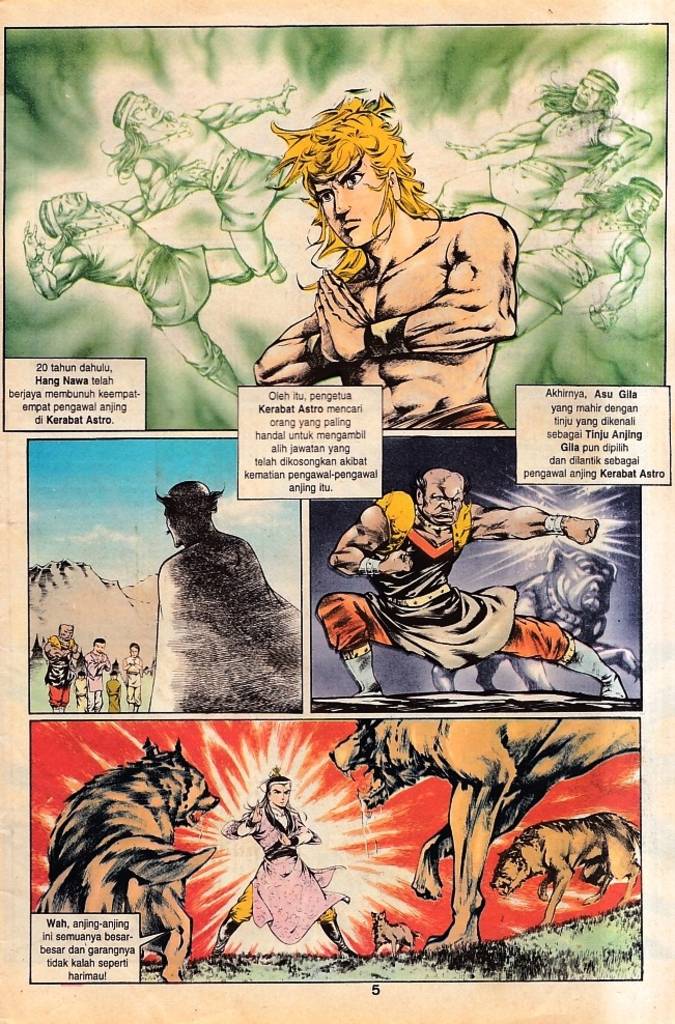 20 tahun dahulu,
Hang Nawa telah
berjaya membunuh keempat-
empat pengawal anjing
di Kerabat Astro.
Oleh itu, pengetua
Kerabat Astro mencari
orang yang paling
handal untuk mengambil
alih jawatan yang
telah dikosongkan akibat
kematian pengawal-pengawal
anjing itu.
Akhirnya, Asu Gila
yang mahir dengan
tinju yang dikenali
sebagai Tinju Anjing
Gila pun dipilih
dan dilantik sebagai
pengawal anjing Kerabat Astro
Wah, anjing-anjing
ini semuanya besar-
besar dan garangnya
tidak kalah seperti
harimau!
5